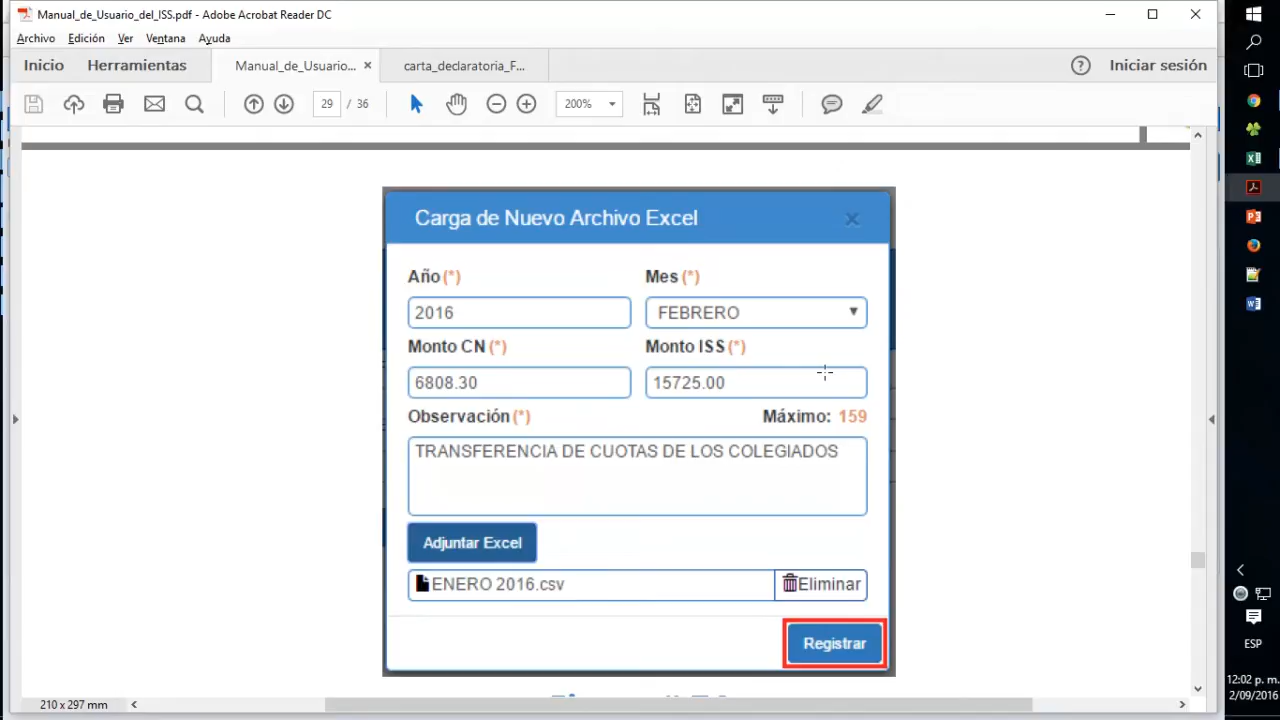 Manual_de_Usuario_del_ISS.pdf - Adobe Acrobat Reader DC
Archivo Edición Ver Ventana Ayuda
Inicio Herramientas Manual_de_Usuario... × carta_declaratoria_F... ? Iniciar sesión
29 / 36 200%
Carga de Nuevo Archivo Excel ×
Año (*) Mes (*)
2016 FEBRERO
Monto CN (*) Monto ISS (*)
6808.30 15725.00
Observación (*) Máximo: 159
TRANSFERENCIA DE CUOTAS DE LOS COLEGIADOS
Adjuntar Excel
ENERO 2016.csv Eliminar
Registrar
210 x 297 mm
ESP
12:02 p. m.
2/09/2016